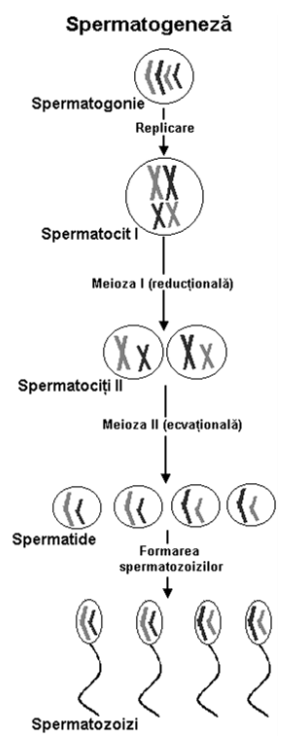 Spermatogeneză
Spermatogonie
Replicare
Spermatocit I
Meioza I (reducțională)
Spermatociți II
Meioza II (ecvațională)
Spermatide
Formarea
spermatozoizilor
Spermatozoizi